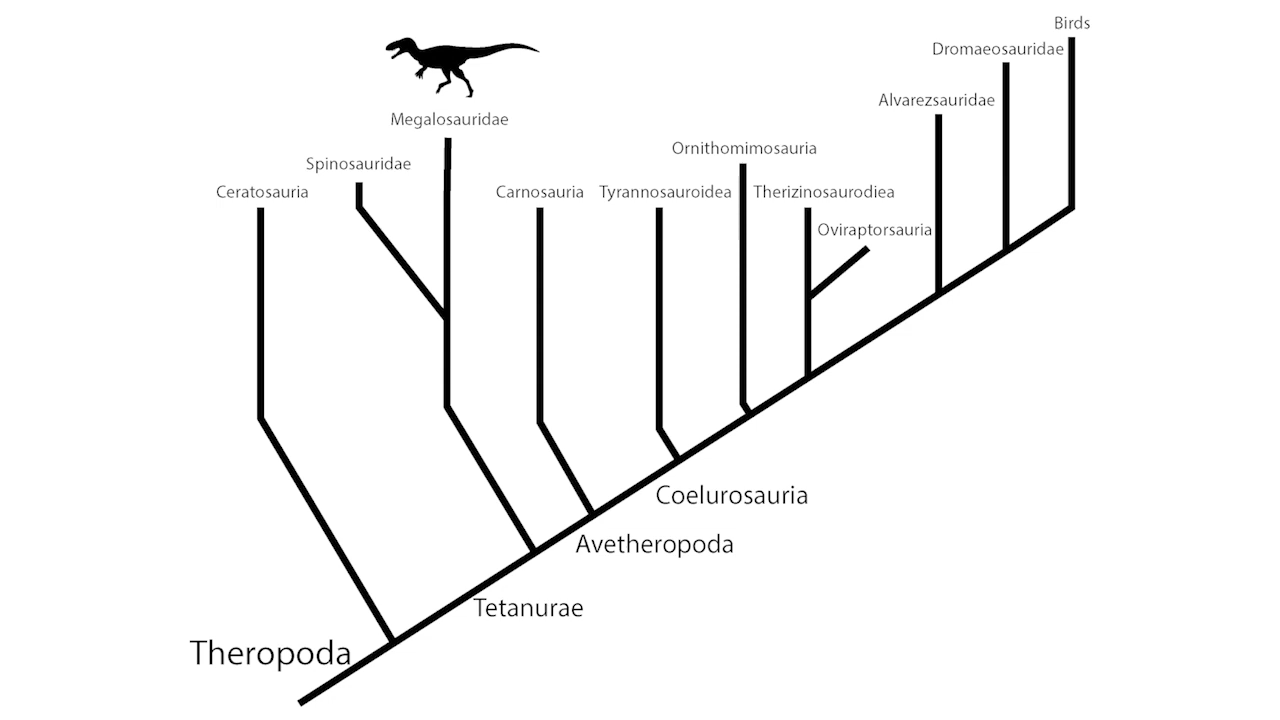 Birds
Dromaeosauridae
Alvarezsauridae
Megalosauridae
Ornithomimosauria
Spinosauridae
Ceratosauria
Carnosauria
Tyrannosauroidea
Therizinosaurodiea
Oviraptorsauria
Coelurosauria
Avetheropoda
Tetanurae
Theropoda